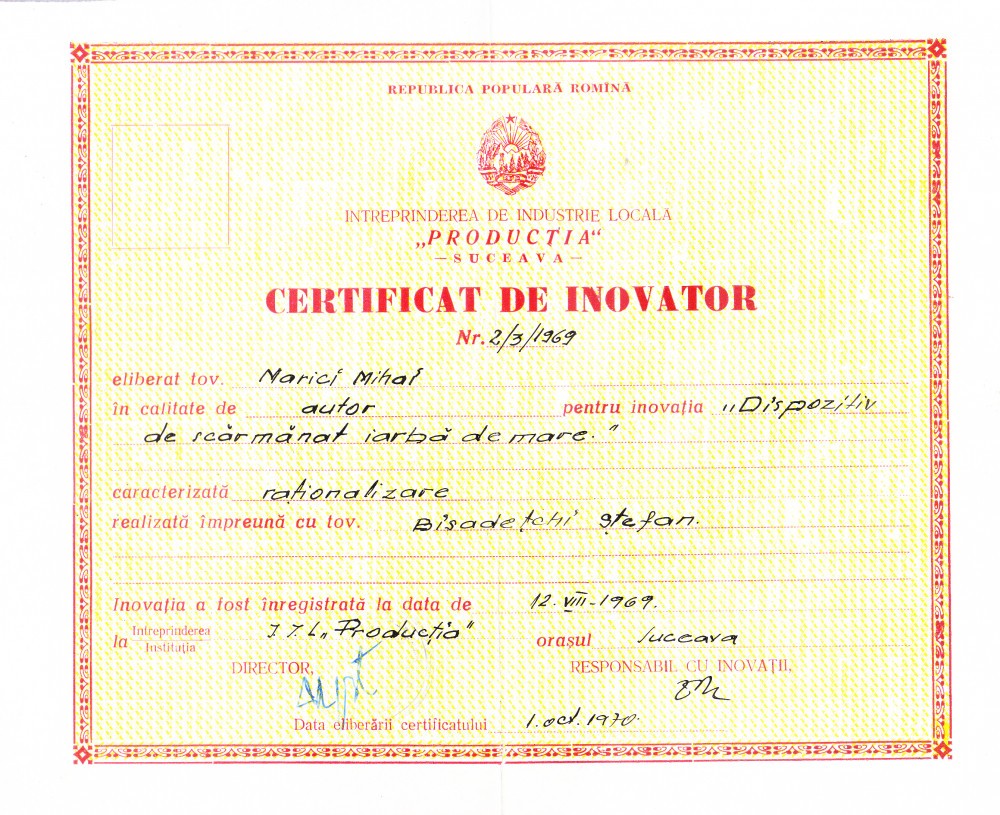 REPUBLICA POPULARĂ ROMÎNĂ
INTREPRINDEREA DE INDUSTRIE LOCALA
„PRODUCȚIA“
— SUCEAVA —
CERTIFICAT DE INOVATOR
Nr. 2/3/1969
eliberat tov. Marici Mihai
în calitate de autor pentru inovația „Dispozitiv
de scărmănat iarbă de mare.”
caracterizată raționalizare
realizată împreună cu tov. Bisadețchi Ștefan.
Inovația a fost înregistrată la data de 12. VIII-1969.
la Intreprinderea Instituția I.I.L „Producția” orașul Suceava
DIRECTOR, RESPONSABIL CU INOVAȚII,
Data eliberării certificatului 1. oct. 1970.